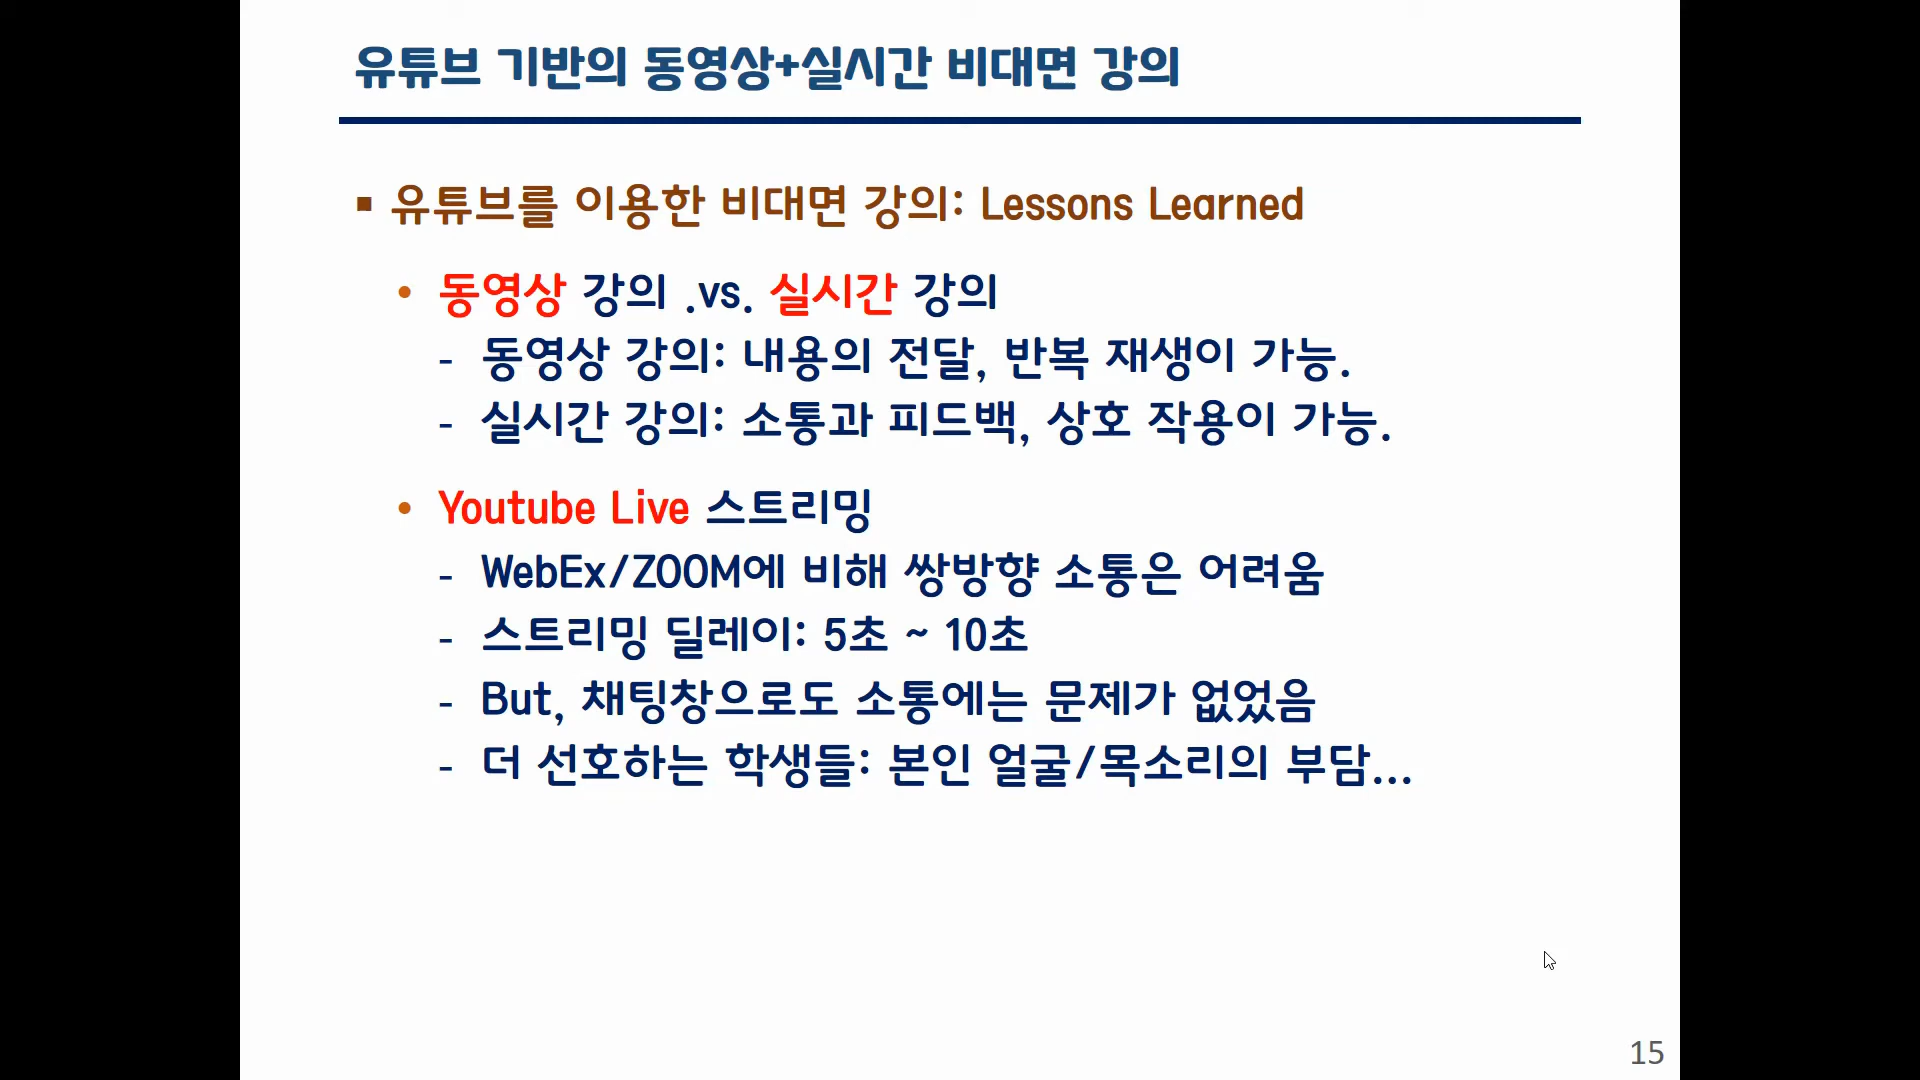 유튜브 기반의 동영상+실시간 비대면 강의
▪ 유튜브를 이용한 비대면 강의: Lessons Learned
• 동영상 강의 .vs. 실시간 강의
- 동영상 강의: 내용의 전달, 반복 재생이 가능.
- 실시간 강의: 소통과 피드백, 상호 작용이 가능.
• Youtube Live 스트리밍
- WebEx/ZOOM에 비해 쌍방향 소통은 어려움
- 스트리밍 딜레이: 5초 ~ 10초
- But, 채팅창으로도 소통에는 문제가 없었음
- 더 선호하는 학생들: 본인 얼굴/목소리의 부담...
15